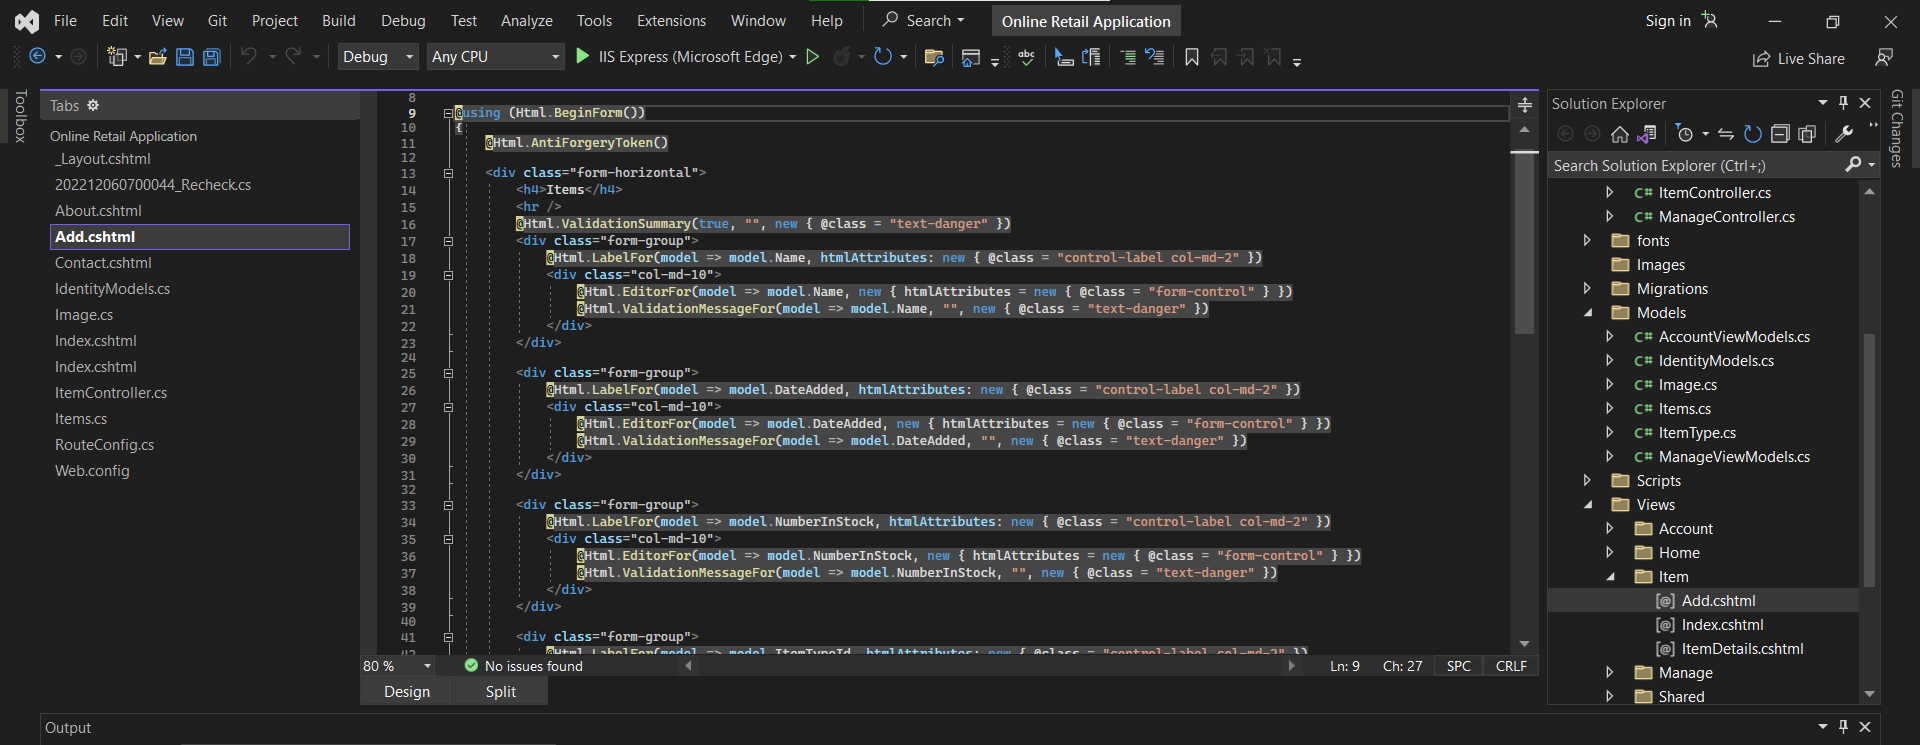 File Edit View Git Project Build Debug Test Analyze Tools Extensions Window Help Search Online Retail Application Sign in
Debug Any CPU IIS Express (Microsoft Edge) abc Live Share
Toolbox
Tabs
Online Retail Application
_Layout.cshtml
202212060700044_Recheck.cs
About.cshtml
Add.cshtml
Contact.cshtml
IdentityModels.cs
Image.cs
Index.cshtml
Index.cshtml
ItemController.cs
Items.cs
RouteConfig.cs
Web.config
8
9 @using (Html.BeginForm())
10 {
11 @Html.AntiForgeryToken()
12
13 <div class="form-horizontal">
14 <h4>Items</h4>
15 <hr />
16 @Html.ValidationSummary(true, "", new { @class = "text-danger" })
17 <div class="form-group">
18 @Html.LabelFor(model => model.Name, htmlAttributes: new { @class = "control-label col-md-2" })
19 <div class="col-md-10">
20 @Html.EditorFor(model => model.Name, new { htmlAttributes = new { @class = "form-control" } })
21 @Html.ValidationMessageFor(model => model.Name, "", new { @class = "text-danger" })
22 </div>
23 </div>
24
25 <div class="form-group">
26 @Html.LabelFor(model => model.DateAdded, htmlAttributes: new { @class = "control-label col-md-2" })
27 <div class="col-md-10">
28 @Html.EditorFor(model => model.DateAdded, new { htmlAttributes = new { @class = "form-control" } })
29 @Html.ValidationMessageFor(model => model.DateAdded, "", new { @class = "text-danger" })
30 </div>
31 </div>
32
33 <div class="form-group">
34 @Html.LabelFor(model => model.NumberInStock, htmlAttributes: new { @class = "control-label col-md-2" })
35 <div class="col-md-10">
36 @Html.EditorFor(model => model.NumberInStock, new { htmlAttributes = new { @class = "form-control" } })
37 @Html.ValidationMessageFor(model => model.NumberInStock, "", new { @class = "text-danger" })
38 </div>
39 </div>
40
41 <div class="form-group">
42 @Html.LabelFor(model => model.ItemTypeId, htmlAttributes: new { @class = "control-label col-md-2" })
80 % No issues found Ln: 9 Ch: 27 SPC CRLF
Design Split
Output
Solution Explorer
Search Solution Explorer (Ctrl+;)
C# ItemController.cs
C# ManageController.cs
fonts
Images
Migrations
Models
C# AccountViewModels.cs
C# IdentityModels.cs
C# Image.cs
C# Items.cs
C# ItemType.cs
C# ManageViewModels.cs
Scripts
Views
Account
Home
Item
[@] Add.cshtml
[@] Index.cshtml
[@] ItemDetails.cshtml
Manage
Shared
Git Changes